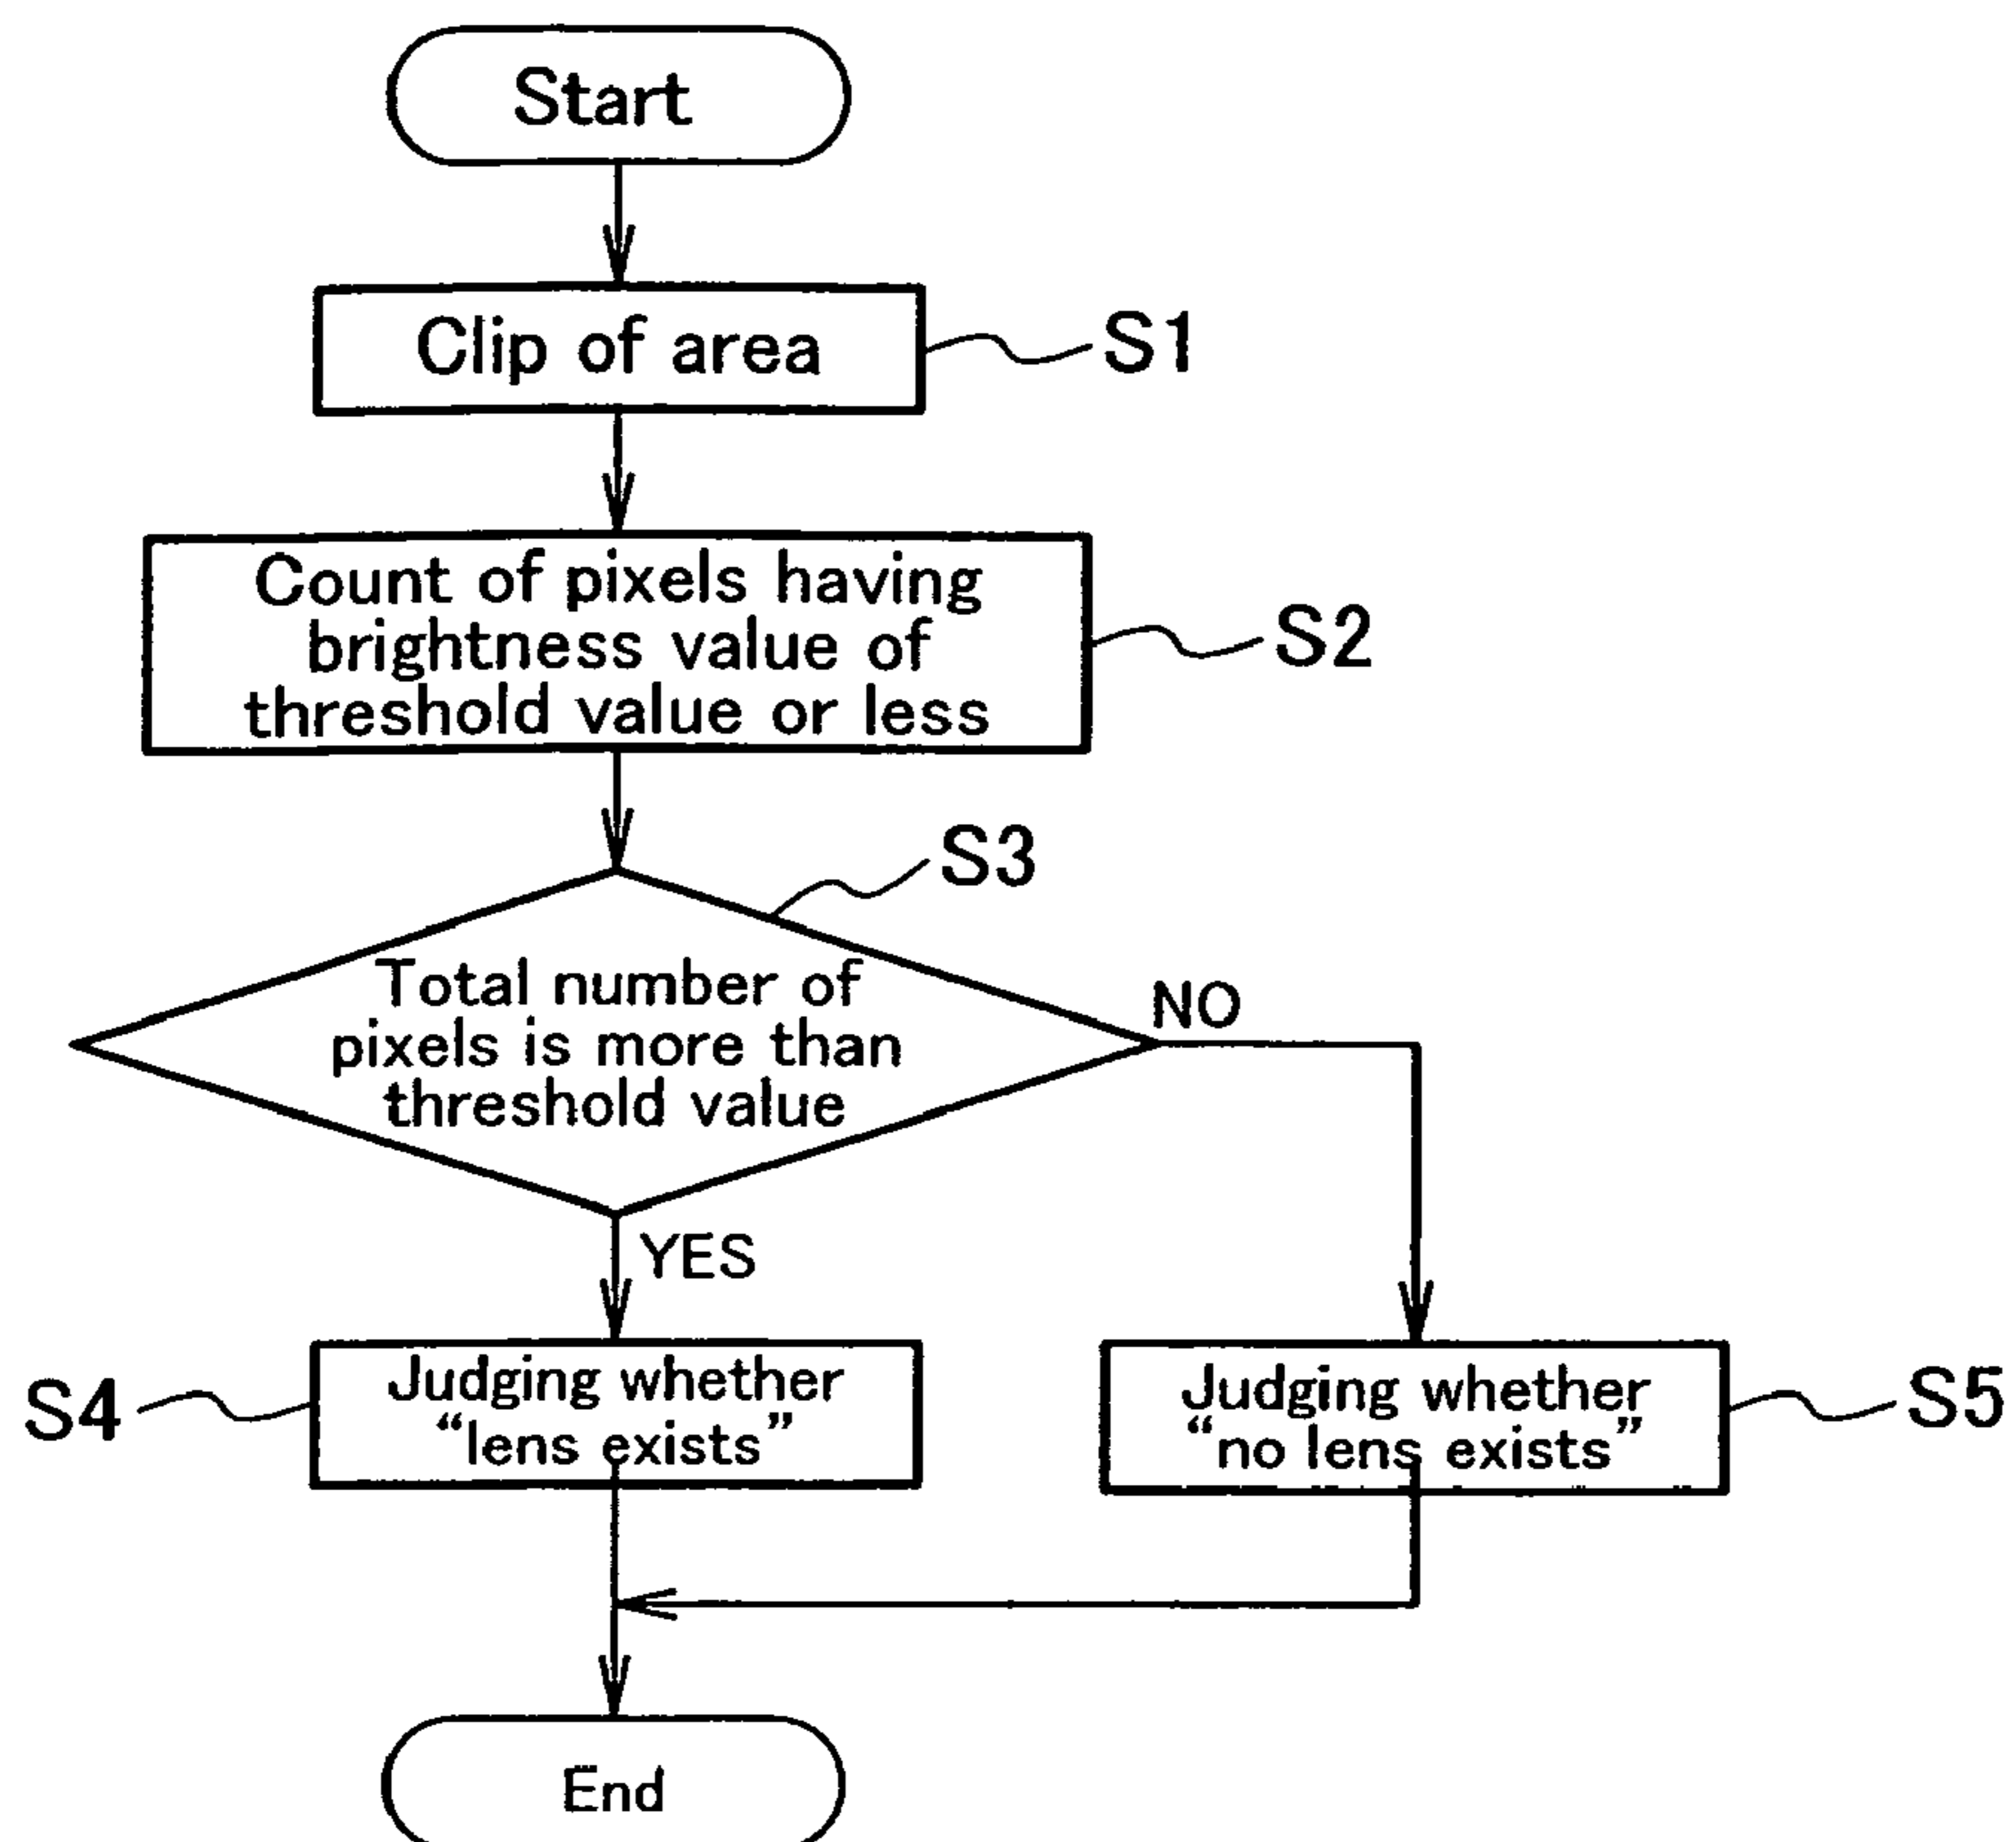 Start
Clip of area
S1
Count of pixels having
brightness value of
threshold value or less
S2
S3
Total number of
pixels is more than
threshold value
NO
YES
S4
Judging whether
“lens exists”
Judging whether
“no lens exists”
S5
End